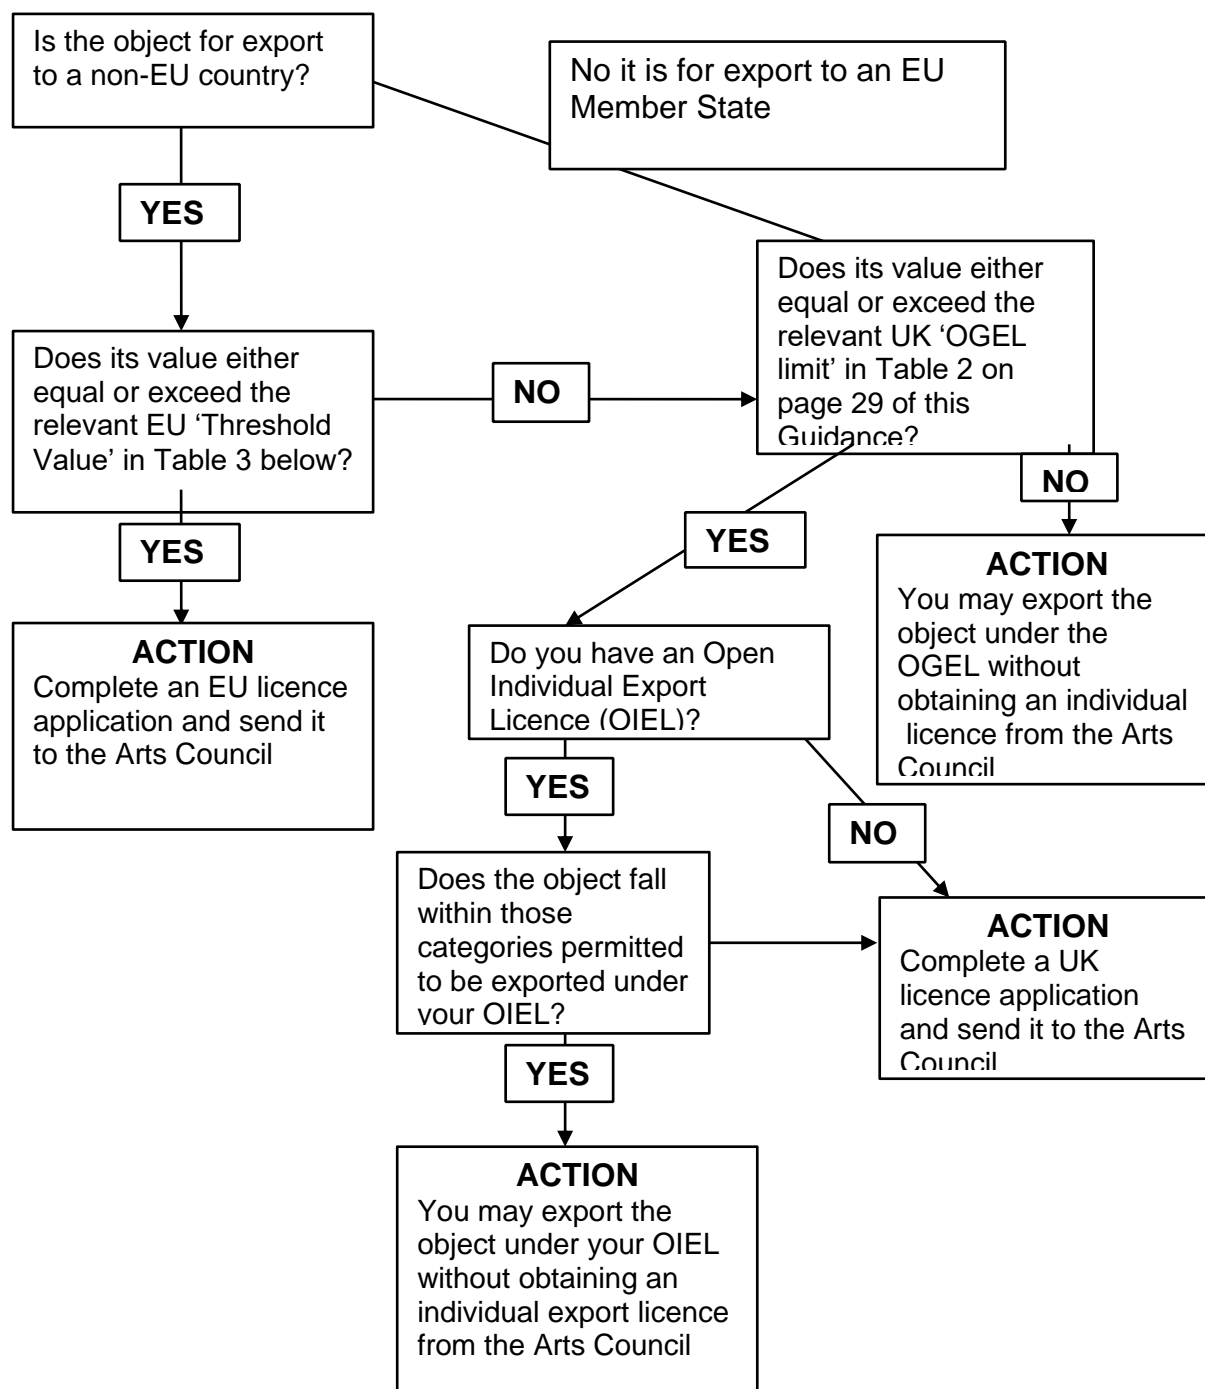 Is the object for export
to a non-EU country?
No it is for export to an EU
Member State
YES
Does its value either
equal or exceed the
relevant UK ‘OGEL
limit’ in Table 2 on
page 29 of this
Guidance?
Does its value either
equal or exceed the
relevant EU ‘Threshold
Value’ in Table 3 below?
NO
NO
YES
YES
ACTION
You may export the
object under the
OGEL without
obtaining an individual
licence from the Arts
Council
ACTION
Complete an EU licence
application and send it
to the Arts Council
Do you have an Open
Individual Export
Licence (OIEL)?
YES
NO
Does the object fall
within those
categories permitted
to be exported under
your OIEL?
ACTION
Complete a UK
licence application
and send it to the Arts
Council
YES
ACTION
You may export the
object under your OIEL
without obtaining an
individual export licence
from the Arts Council